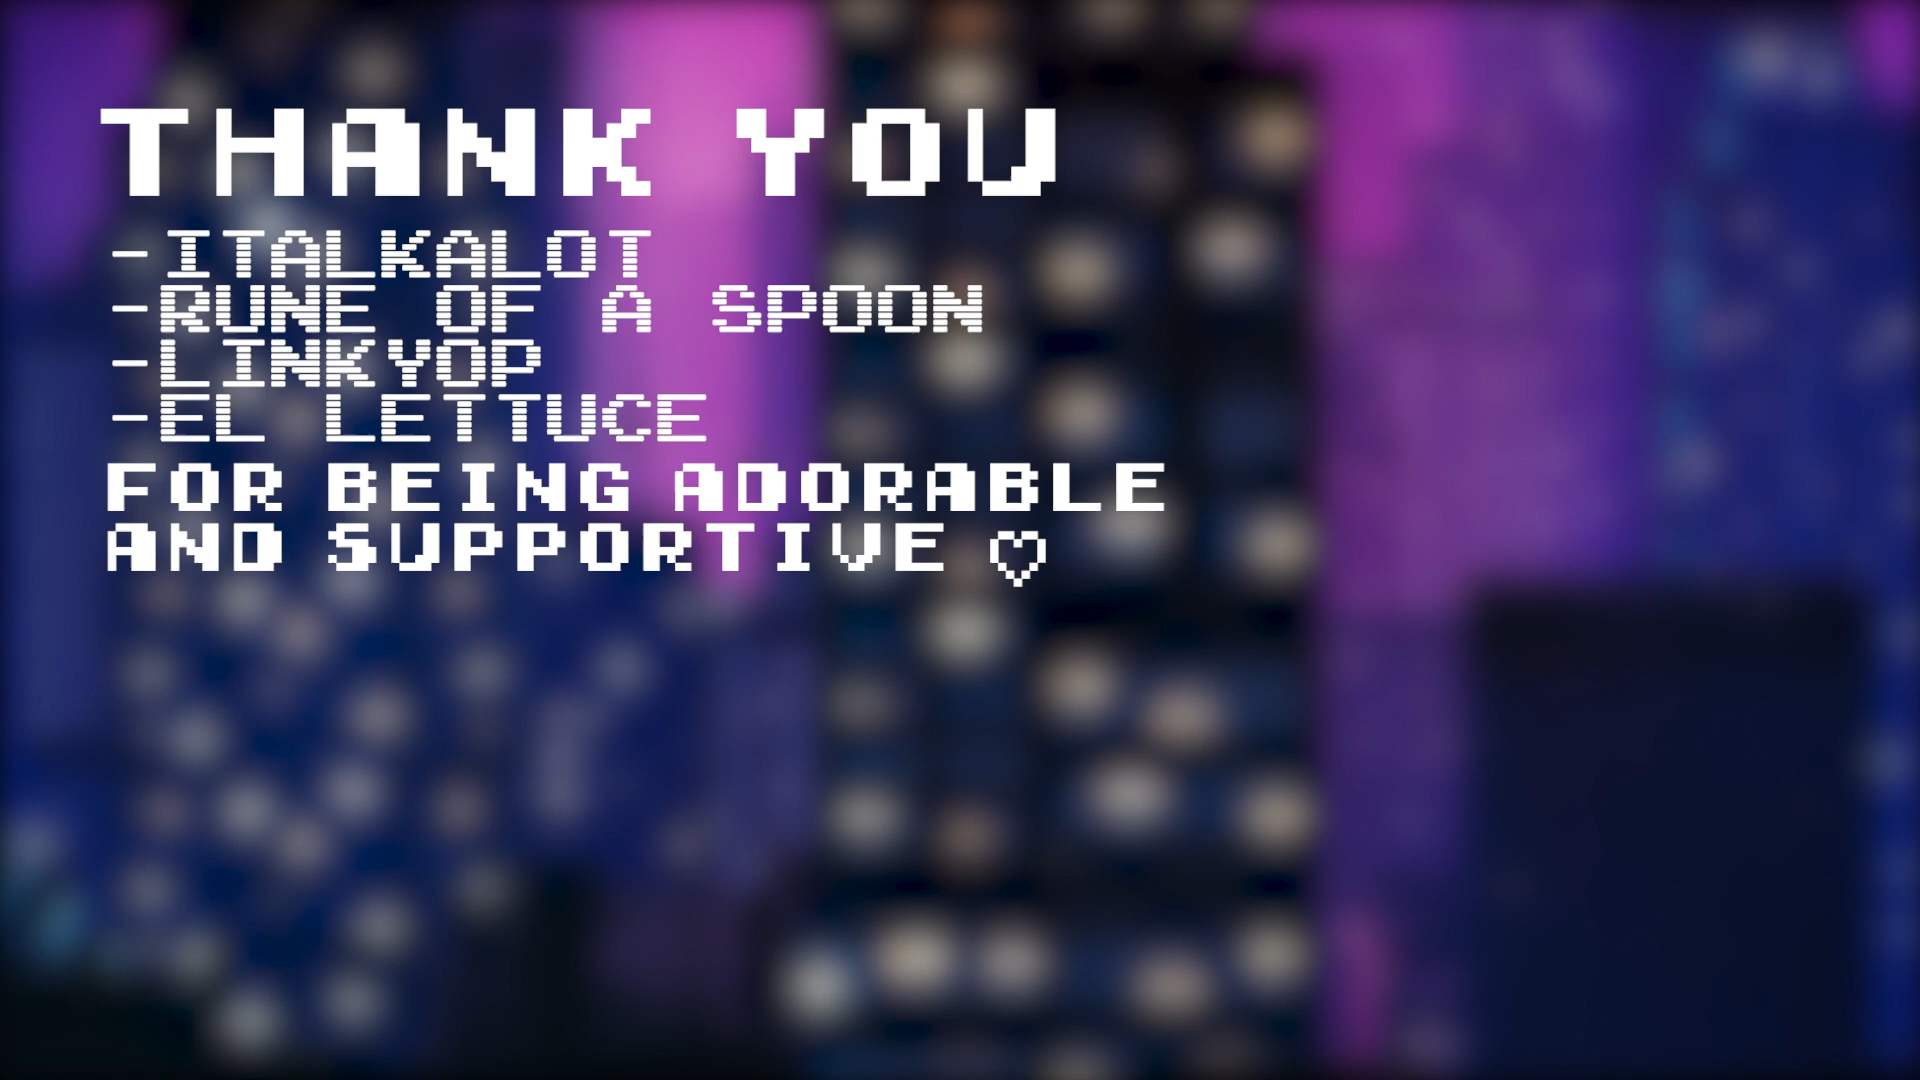 THANK YOU
-ITALKALOT
-RUNE OF A SPOON
-LINKYOP
-EL LETTUCE
FOR BEING ADORABLE
AND SUPPORTIVE ♡